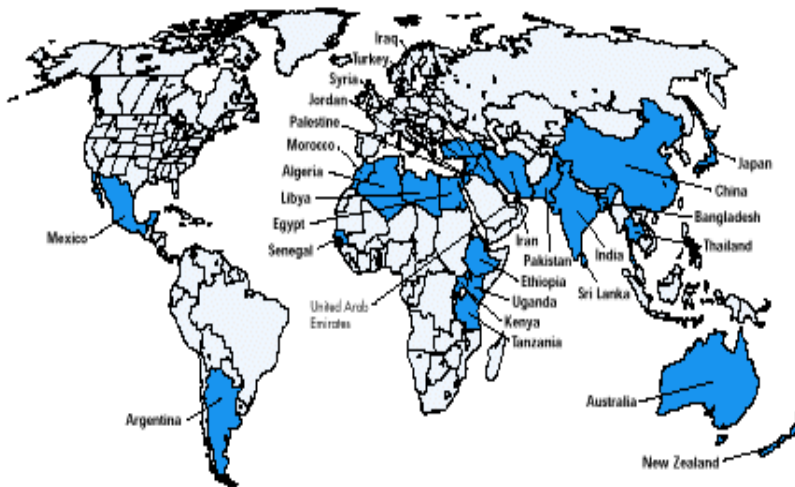 Iraq
Turkey
Syria
Jordan
Palestine
Morocco
Algeria
Libya
Egypt
Senegal
United Arab
Emirates
Mexico
Argentina
Japan
China
Bangladesh
Thailand
India
Iran
Pakistan
Sri Lanka
Ethiopia
Uganda
Kenya
Tanzania
Australia
New Zealand